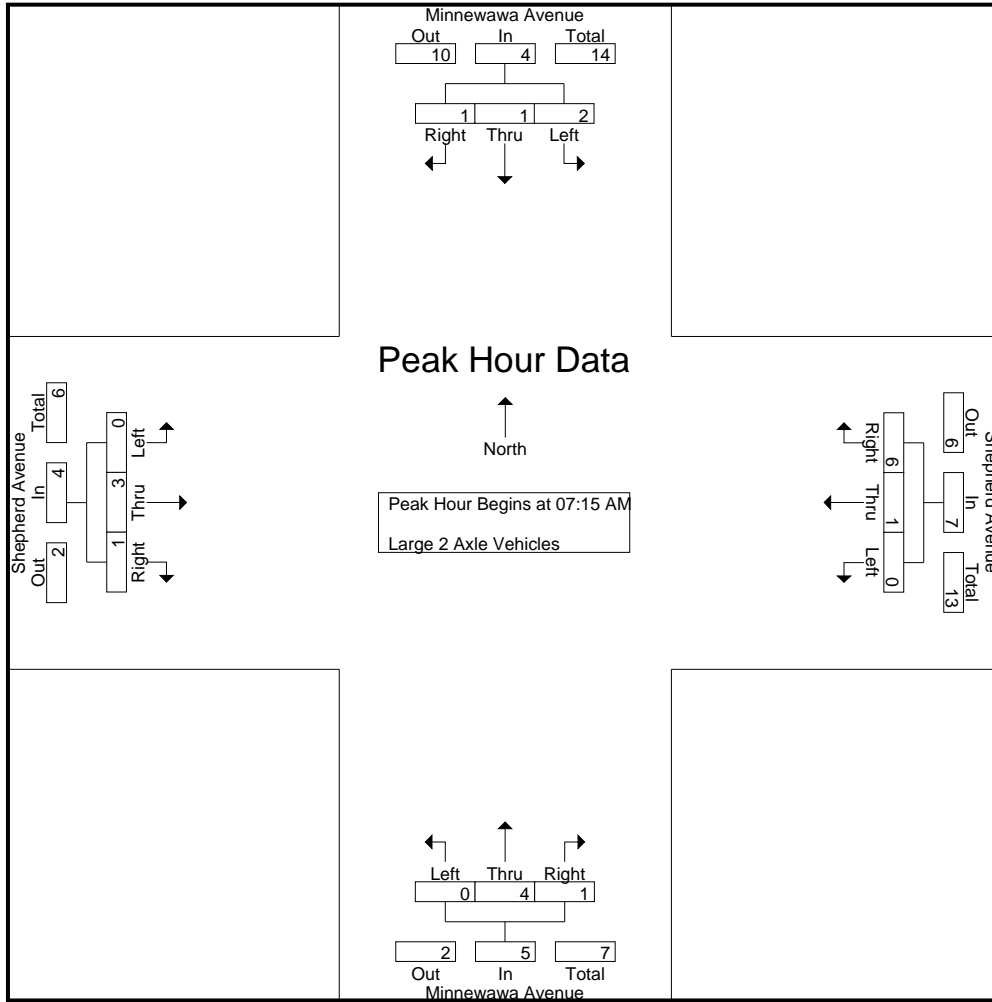 Minnewawa Avenue
Out In Total
10 4 14
1 1 2
Right Thru Left
Peak Hour Data
North
Peak Hour Begins at 07:15 AM
Large 2 Axle Vehicles
Shepherd Avenue
Out In Total
2 4 6
Right Thru Left
1 3 0
Shepherd Avenue
Out In Total
6 7 13
Right Thru Left
6 1 0
Left Thru Right
0 4 1
2 5 7
Out In Total
Minnewawa Avenue